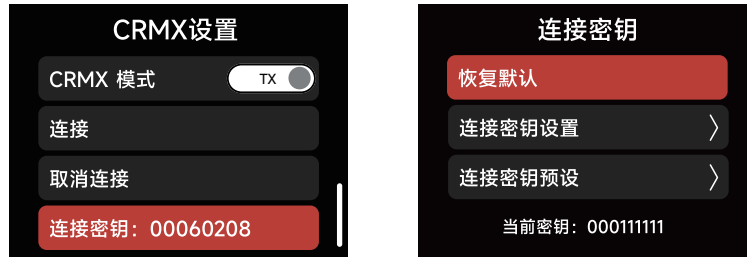 CRMX设置
CRMX 模式 TX
连接
取消连接
连接密钥：00060208
连接密钥
恢复默认
连接密钥设置
连接密钥预设
当前密钥：000111111